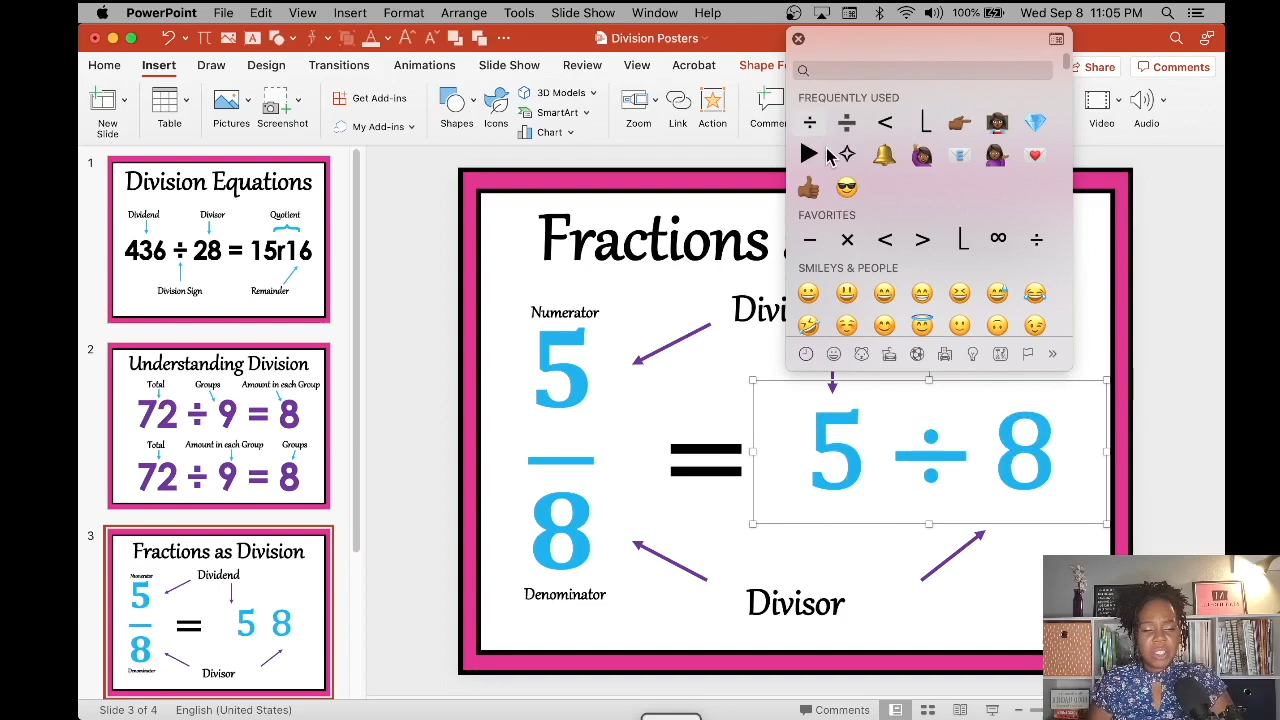 PowerPoint File Edit View Insert Format Arrange Tools Slide Show Window Help 100% Wed Sep 8 11:05 PM
Division Posters
Home Insert Draw Design Transitions Animations Slide Show Review View Acrobat Shape Fo Share Comments
New Slide
Table
Pictures
Screenshot
Get Add-ins
My Add-ins
Shapes
Icons
3D Models
SmartArt
Chart
Zoom
Link
Action
Comme
Video
Audio
FREQUENTLY USED
÷ ➗ < ⎣
FAVORITES
− × < > ⎣ ∞ ÷
SMILEYS & PEOPLE
1
Division Equations
Dividend Divisor Quotient
436 ÷ 28 = 15r16
Division Sign Remainder
2
Understanding Division
Total Groups Amount in each Group
72 ÷ 9 = 8
Total Amount in each Group Groups
72 ÷ 9 = 8
3
Fractions as Division
Numerator Dividend
5
= 5 8
8
Denominator Divisor
Fractions a
Numerator Divi
5
= 5 ÷ 8
8
Denominator Divisor
Slide 3 of 4 English (United States) Comments